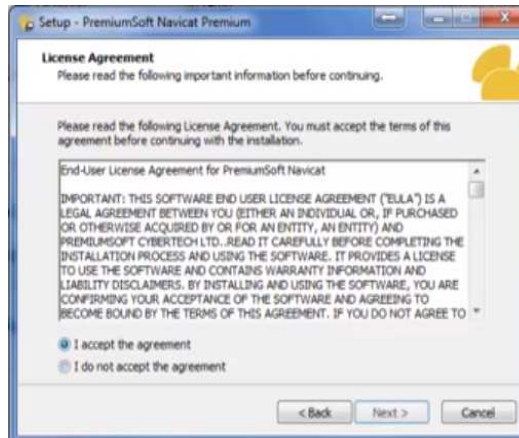 Setup - PremiumSoft Navicat Premium
License Agreement
Please read the following important information before continuing.
Please read the following License Agreement. You must accept the terms of this
agreement before continuing with the installation.
End-User License Agreement for PremiumSoft Navicat
IMPORTANT: THIS SOFTWARE END USER LICENSE AGREEMENT ("EULA") IS A
LEGAL AGREEMENT BETWEEN YOU (EITHER AN INDIVIDUAL OR, IF PURCHASED
OR OTHERWISE ACQUIRED BY OR FOR AN ENTITY, AN ENTITY) AND
PREMIUMSOFT CYBERTECH LTD..READ IT CAREFULLY BEFORE COMPLETING THE
INSTALLATION PROCESS AND USING THE SOFTWARE. IT PROVIDES A LICENSE
TO USE THE SOFTWARE AND CONTAINS WARRANTY INFORMATION AND
LIABILITY DISCLAIMERS. BY INSTALLING AND USING THE SOFTWARE, YOU ARE
CONFIRMING YOUR ACCEPTANCE OF THE SOFTWARE AND AGREEING TO
BECOME BOUND BY THE TERMS OF THIS AGREEMENT. IF YOU DO NOT AGREE TO
I accept the agreement
I do not accept the agreement
< Back Next > Cancel